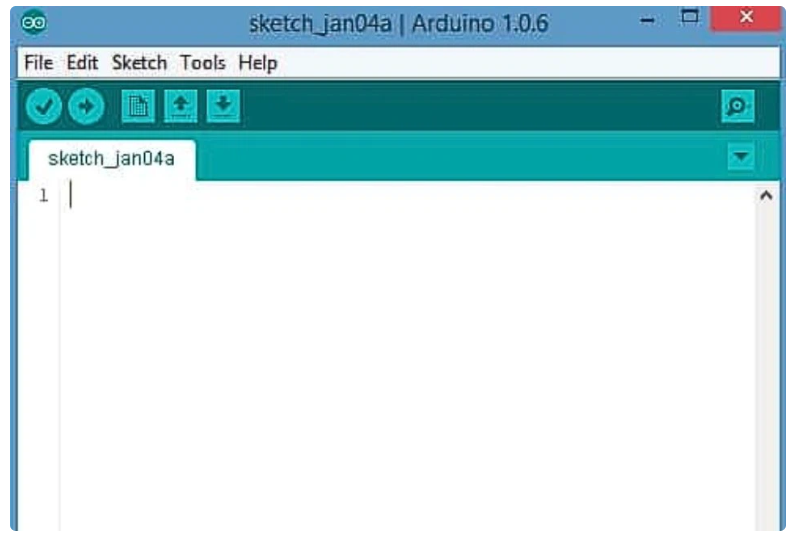 sketch_jan04a | Arduino 1.0.6
File Edit Sketch Tools Help
sketch_jan04a
1